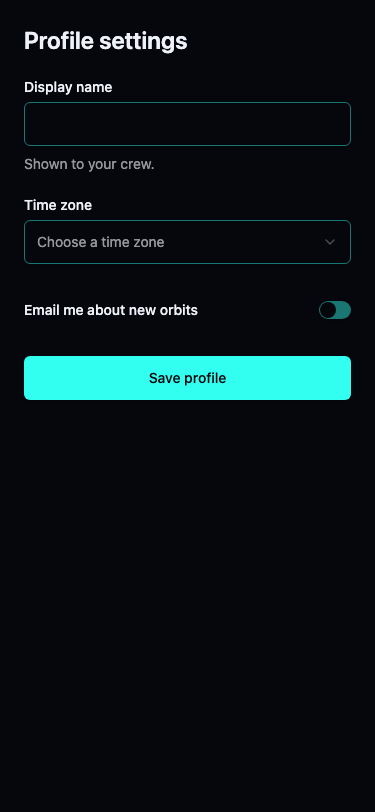 Profile settings
Display name
Shown to your crew.
Time zone
Choose a time zone
Email me about new orbits
Save profile